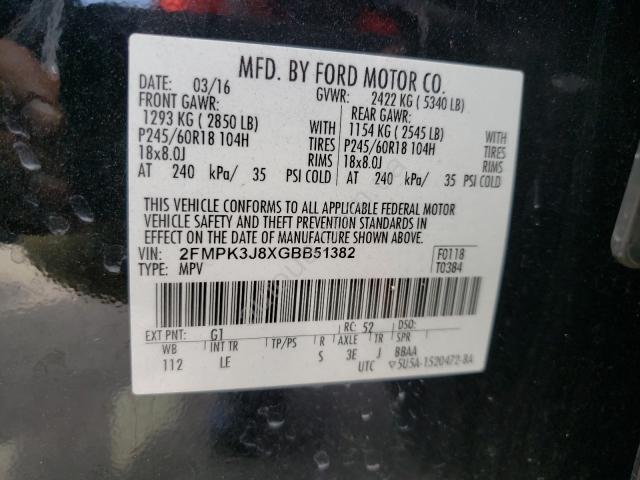 MFD. BY FORD MOTOR CO.
DATE: 03/16 GVWR: 2422 KG ( 5340 LB)
FRONT GAWR: REAR GAWR:
1293 KG ( 2850 LB) WITH 1154 KG ( 2545 LB) WITH
P245/60R18 104H TIRES P245/60R18 104H TIRES
18x8.0J RIMS 18x8.0J RIMS
AT 240 kPa/ 35 PSI COLD AT 240 kPa/ 35 PSI COLD
THIS VEHICLE CONFORMS TO ALL APPLICABLE FEDERAL MOTOR
VEHICLE SAFETY AND THEFT PREVENTION STANDARDS IN
EFFECT ON THE DATE OF MANUFACTURE SHOWN ABOVE.
VIN: 2FMPK3J8XGBB51382 F0118
TYPE: MPV T0384
EXT PNT: G1 RC: 52 DSO:
WB INT TR TP/PS R AXLE TR SPR
112 LE S 3E J BBAA
UTC 5U5A-1520472-BA